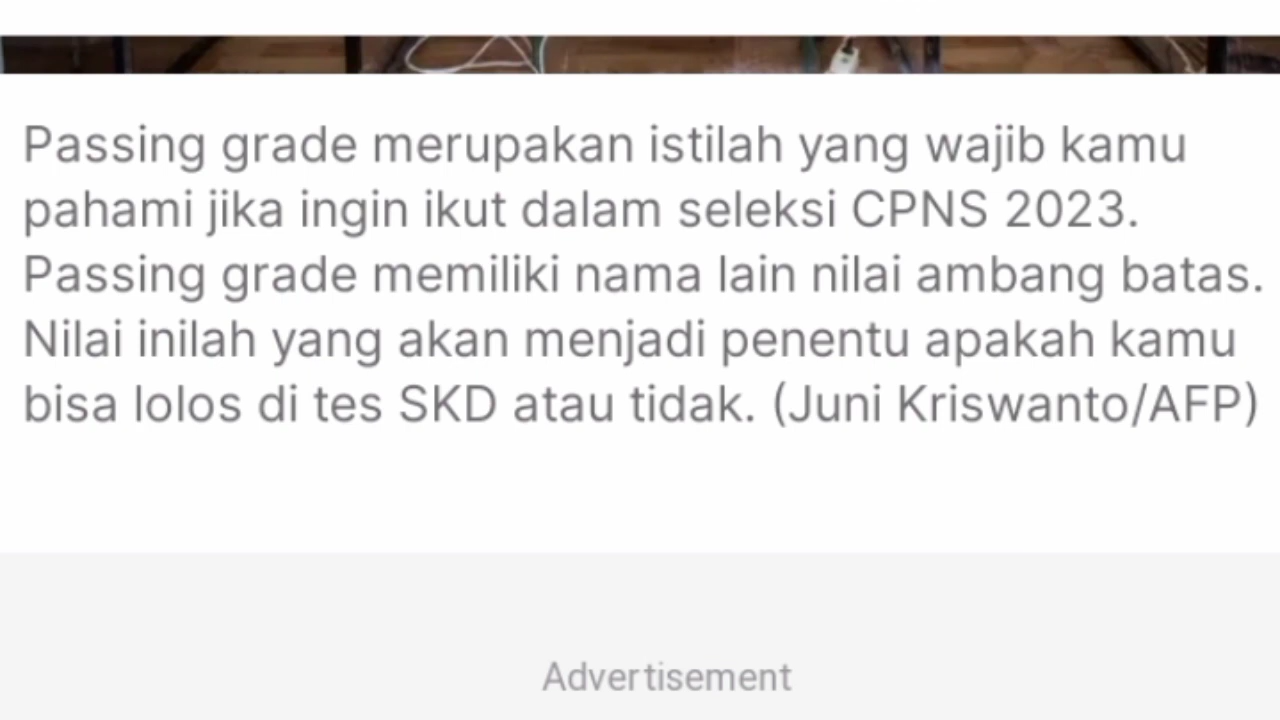 Passing grade merupakan istilah yang wajib kamu
pahami jika ingin ikut dalam seleksi CPNS 2023.
Passing grade memiliki nama lain nilai ambang batas.
Nilai inilah yang akan menjadi penentu apakah kamu
bisa lolos di tes SKD atau tidak. (Juni Kriswanto/AFP)
Advertisement